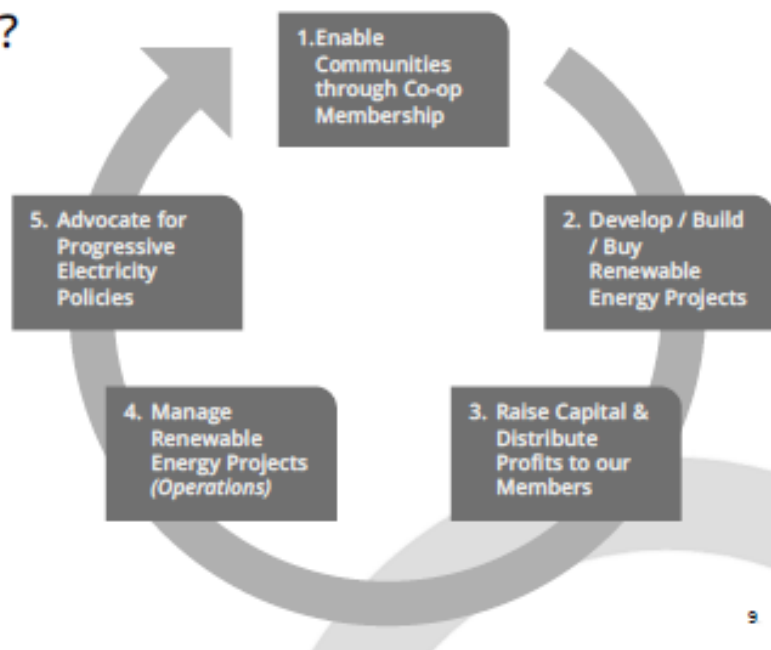 ?
1.Enable
Communities
through Co-op
Membership
2. Develop / Build
/ Buy
Renewable
Energy Projects
3. Raise Capital &
Distribute
Profits to our
Members
4. Manage
Renewable
Energy Projects
(Operations)
5. Advocate for
Progressive
Electricity
Policies
9